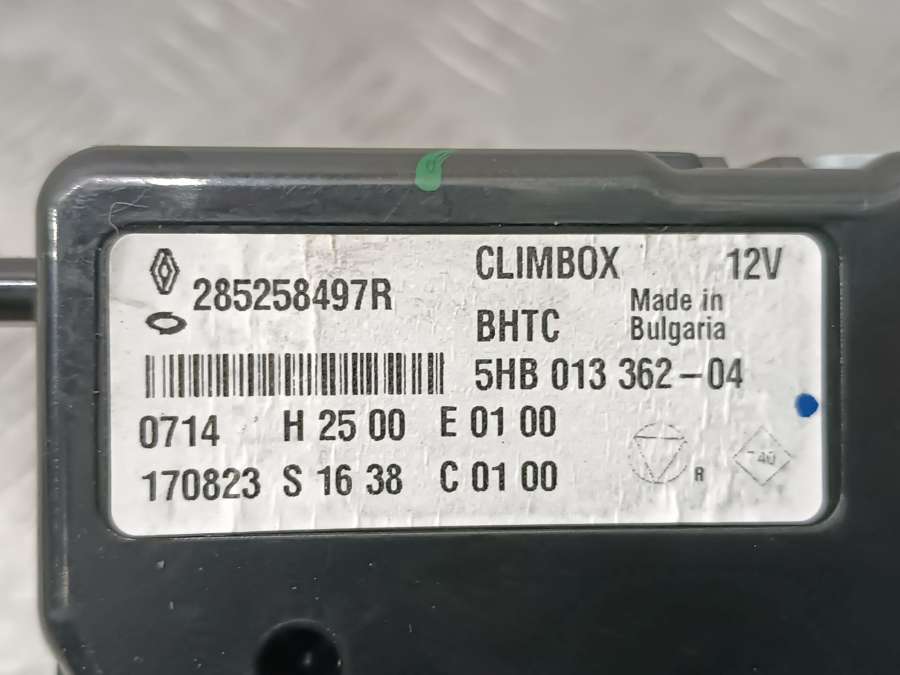 285258497R
CLIMBOX 12V
BHTC
Made in
Bulgaria
5HB 013 362-04
0714 H 25 00 E 01 00
170823 S 16 38 C 01 00
R